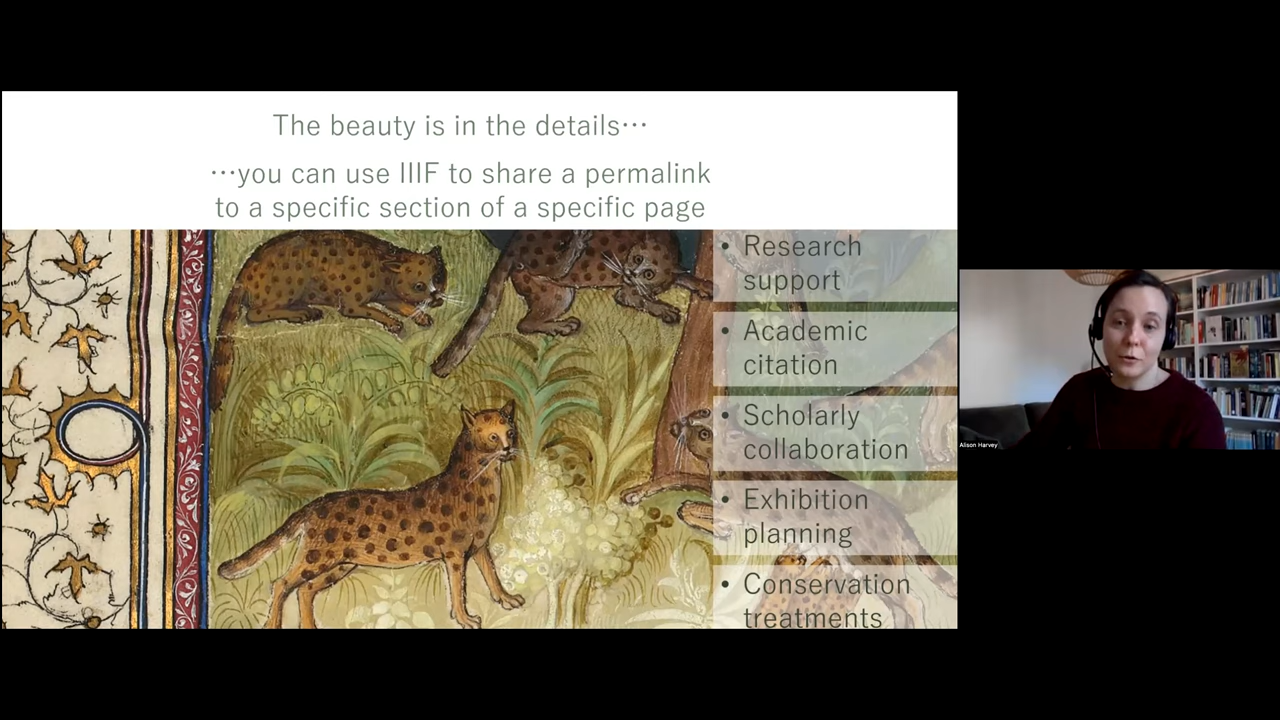 The beauty is in the details…
…you can use IIIF to share a permalink
to a specific section of a specific page
• Research
support
• Academic
citation
• Scholarly
collaboration
• Exhibition
planning
• Conservation
treatments
Alison Harvey